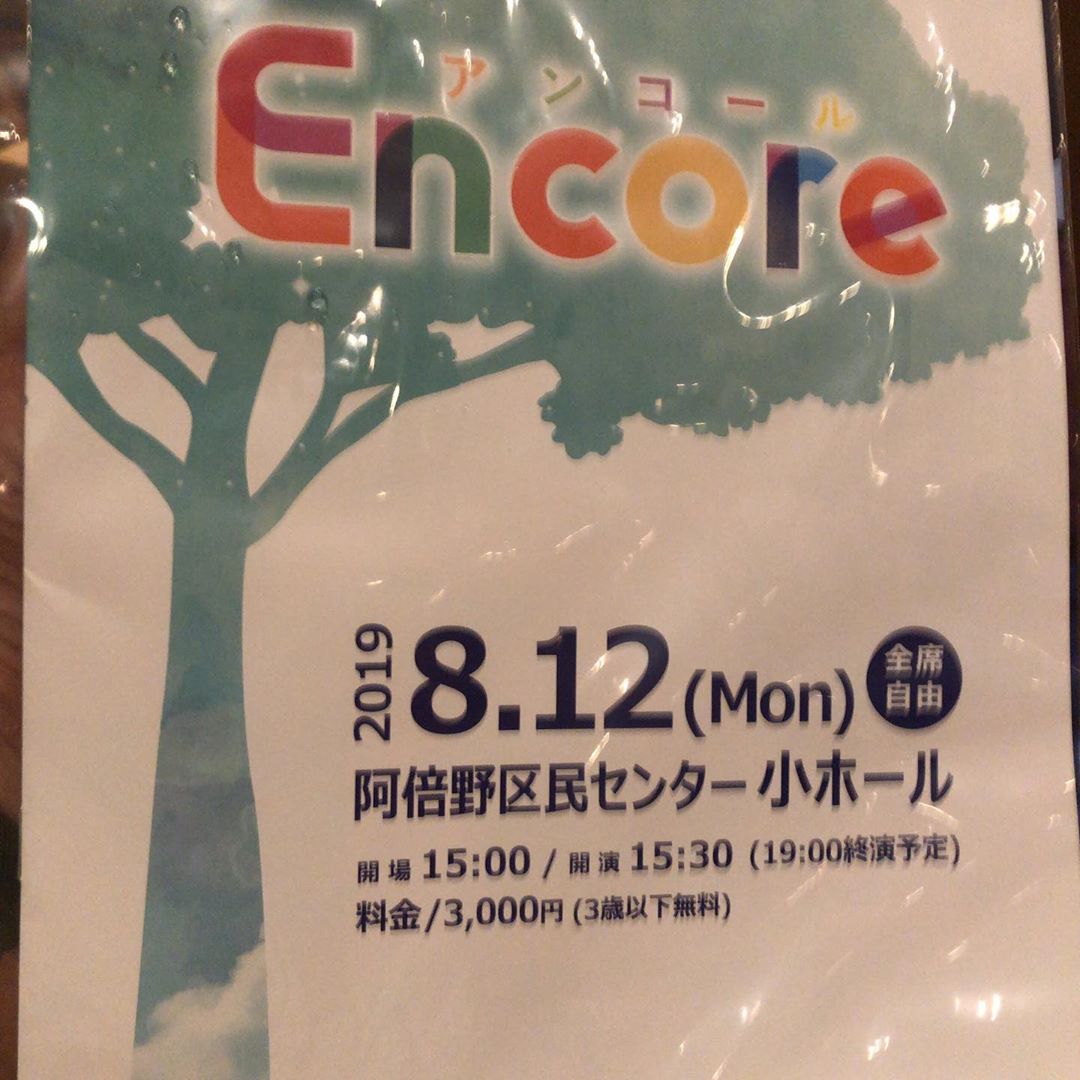 アンコール
Encore
2019
8.12(Mon)
全席
自由
阿倍野区民センター 小ホール
開場 15:00 / 開演 15:30 (19:00終演予定)
料金/3,000円 (3歳以下無料)